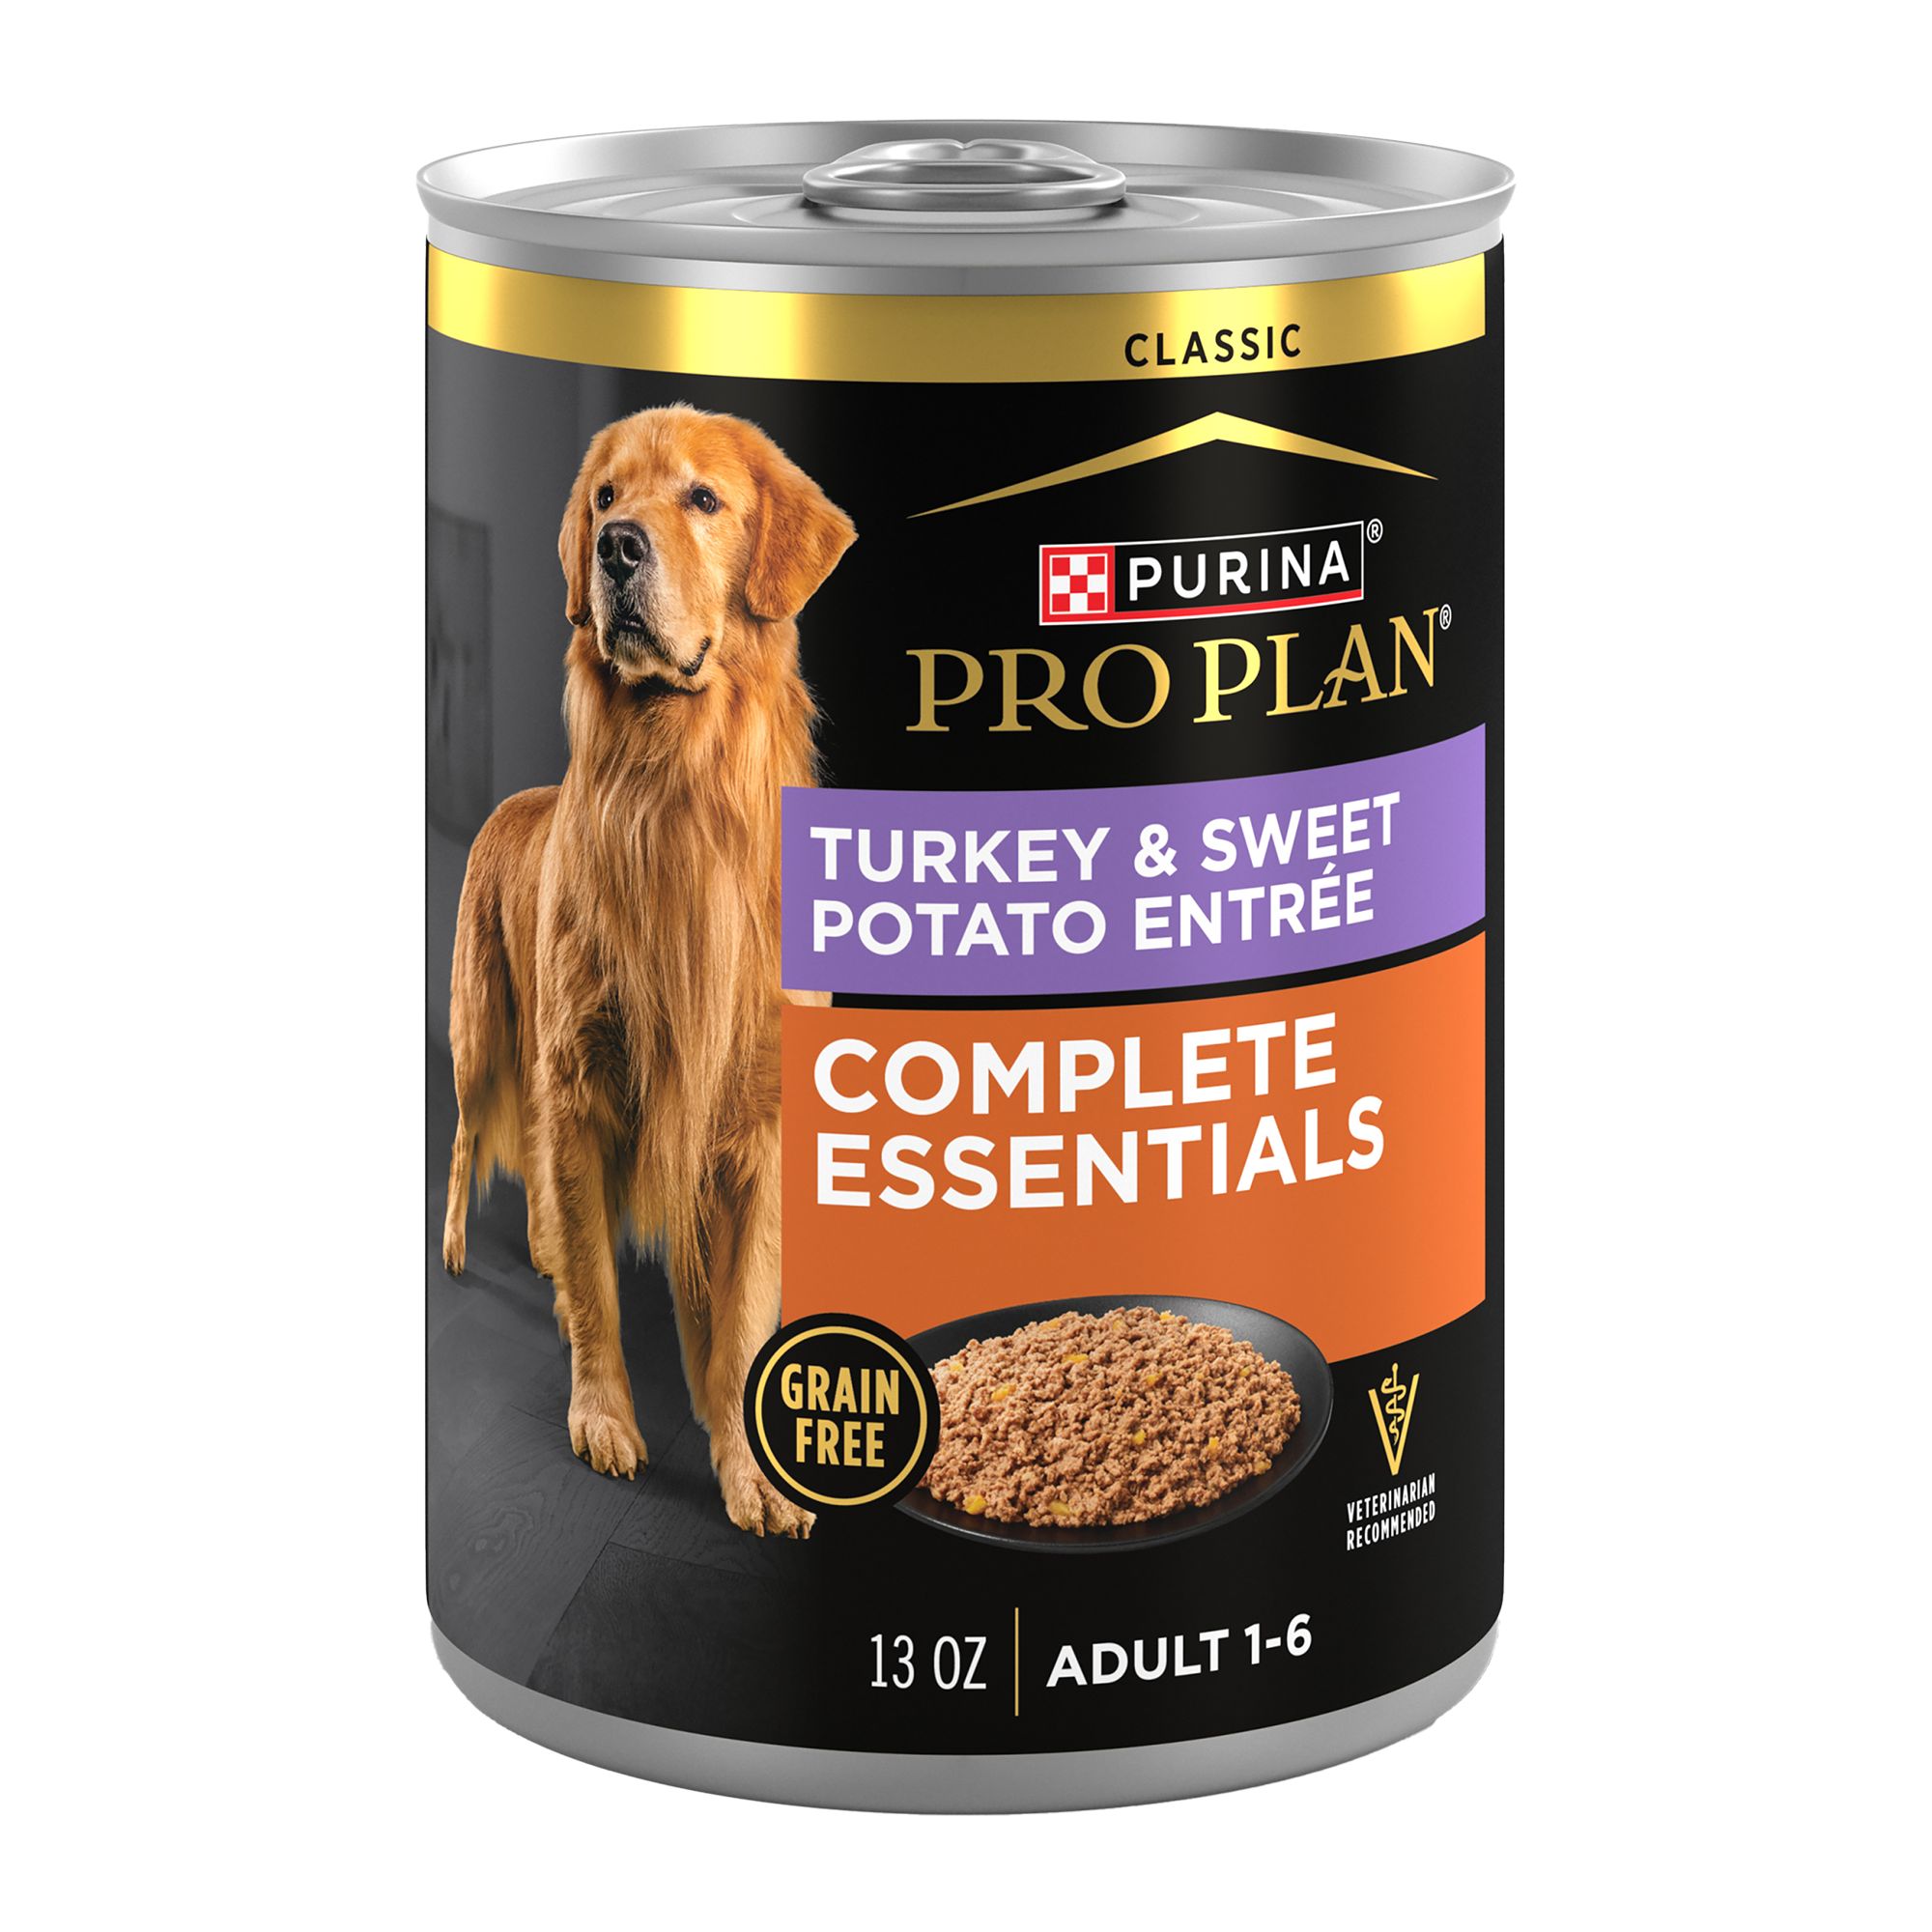 CLASSIC
PURINA®
PRO PLAN®
TURKEY & SWEET
POTATO ENTRÉE
COMPLETE
ESSENTIALS
GRAIN
FREE
VETERINARIAN
RECOMMENDED
13 OZ | ADULT 1-6